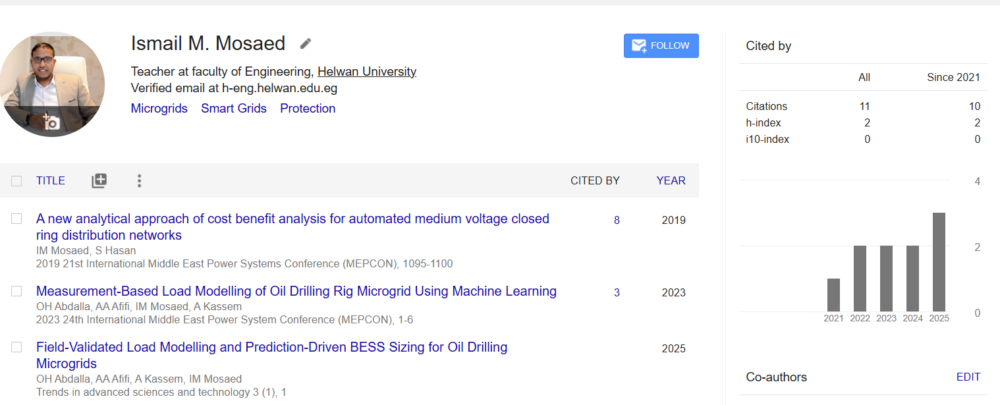 Ismail M. Mosaed
FOLLOW
Teacher at faculty of Engineering, Helwan University
Verified email at h-eng.helwan.edu.eg
Microgrids Smart Grids Protection
TITLE CITED BY YEAR
A new analytical approach of cost benefit analysis for automated medium voltage closed
ring distribution networks
8 2019
IM Mosaed, S Hasan
2019 21st International Middle East Power Systems Conference (MEPCON), 1095-1100
Measurement-Based Load Modelling of Oil Drilling Rig Microgrid Using Machine Learning
3 2023
OH Abdalla, AA Afifi, IM Mosaed, A Kassem
2023 24th International Middle East Power System Conference (MEPCON), 1-6
Field-Validated Load Modelling and Prediction-Driven BESS Sizing for Oil Drilling
Microgrids
2025
OH Abdalla, AA Afifi, A Kassem, IM Mosaed
Trends in advanced sciences and technology 3 (1), 1
Cited by
All Since 2021
Citations 11 10
h-index 2 2
i10-index 0 0
4
2
0
2021 2022 2023 2024 2025
Co-authors EDIT